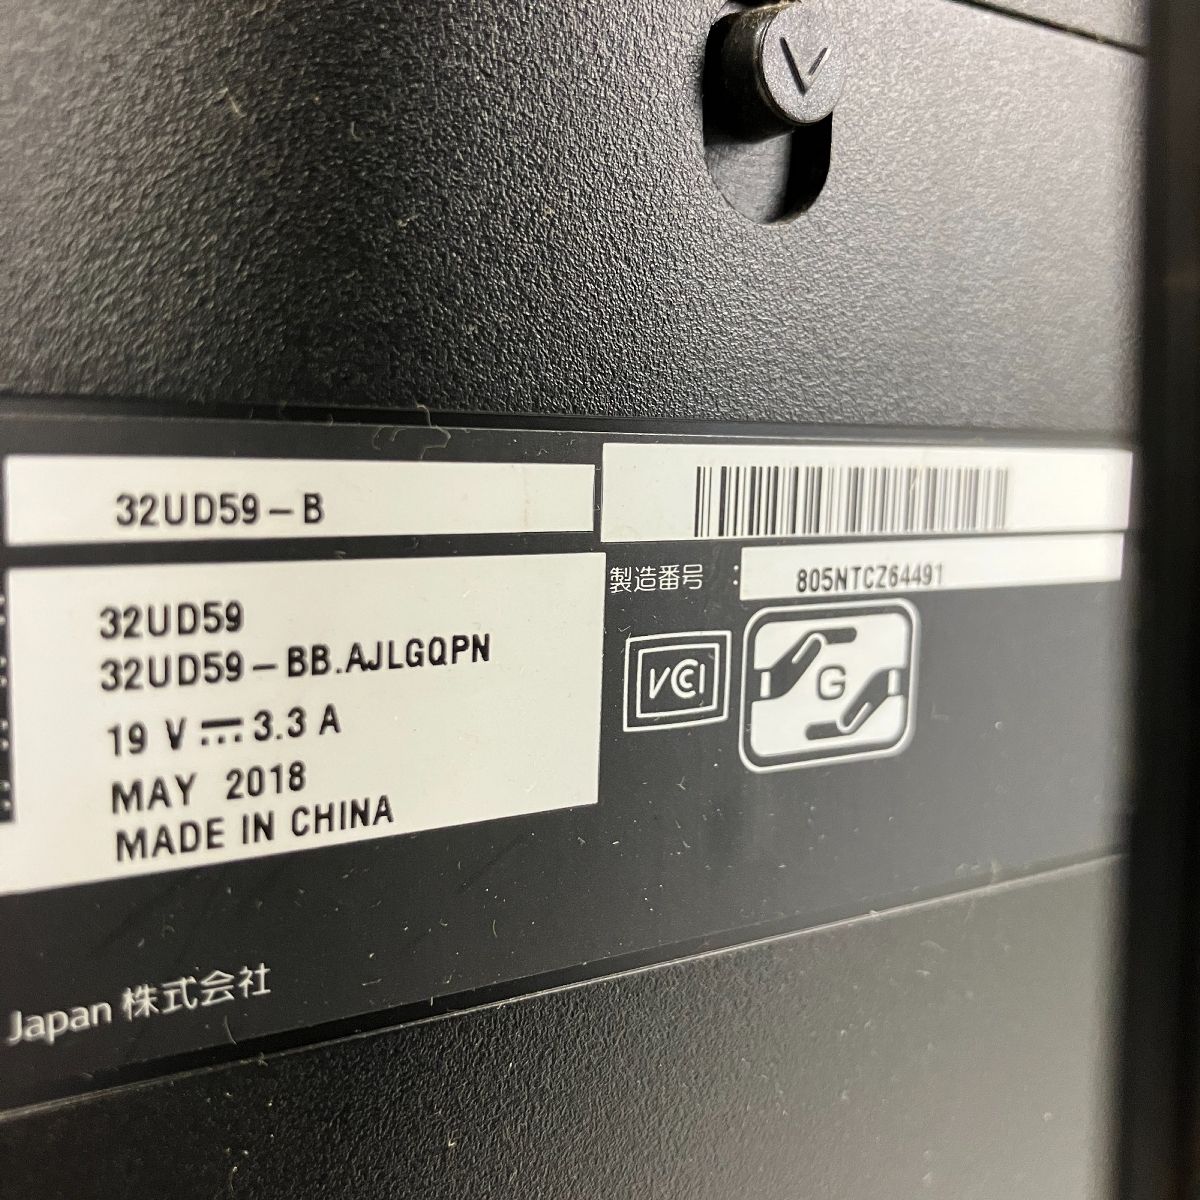 32UD59-B
製造番号 : 805NTCZ64491
32UD59
32UD59-BB.AJLGQPN
VCCI
G
19 V ⎓ 3.3 A
MAY 2018
MADE IN CHINA
Japan 株式会社